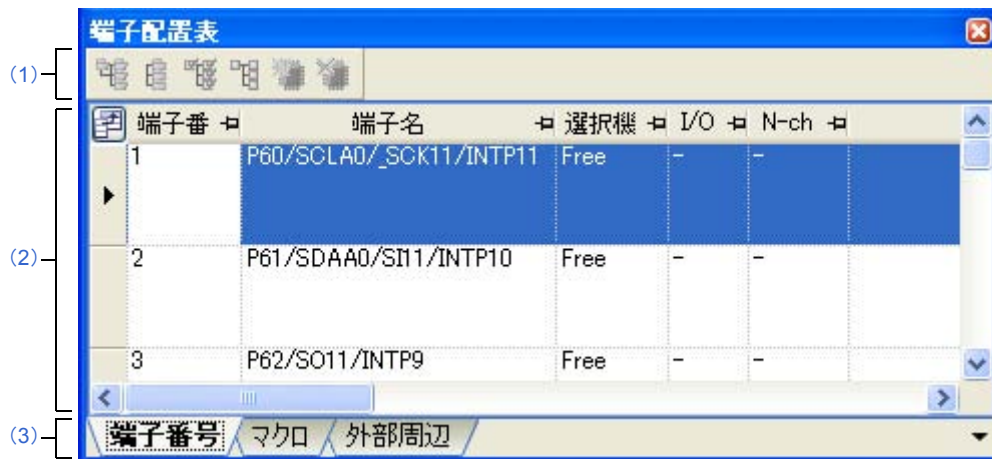 端子配置表
(1)
端子番 端子名 選択機 I/O N-ch
1 P60/SCLA0/_SCK11/INTP11 Free - -
(2)
2 P61/SDAA0/SI11/INTP10 Free - -
3 P62/SO11/INTP9 Free - -
(3)
端子番号 マクロ 外部周辺